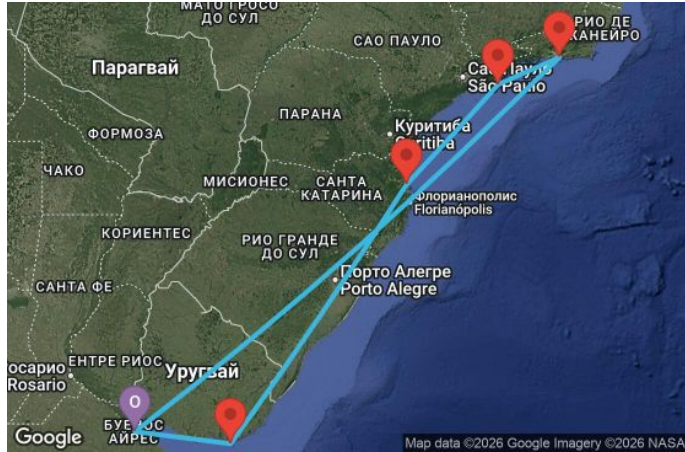 МАТО ГРОСО
ДО СУЛ
РИО ДЕ
ЖАНЕЙРО
САО ПАУЛО
Парагвай
Сао Пауло
São Paulo
ПАРАНА
ФОРМОЗА
Куритиба
Curitiba
ЧАКО
МИСИОНЕС
САНТА
КАТАРИНА
Флорианополис
Florianópolis
КОРИЕНТЕС
РИО ГРАНДЕ
ДО СУЛ
Порто Алегре
Porto Alegre
САНТА ФЕ
ЕНТРЕ РИОС
Уругвай
осарио
Rosario
O
БУЕНОС
АЙРЕС
Google
Map data ©2026 Google Imagery ©2026 NASA